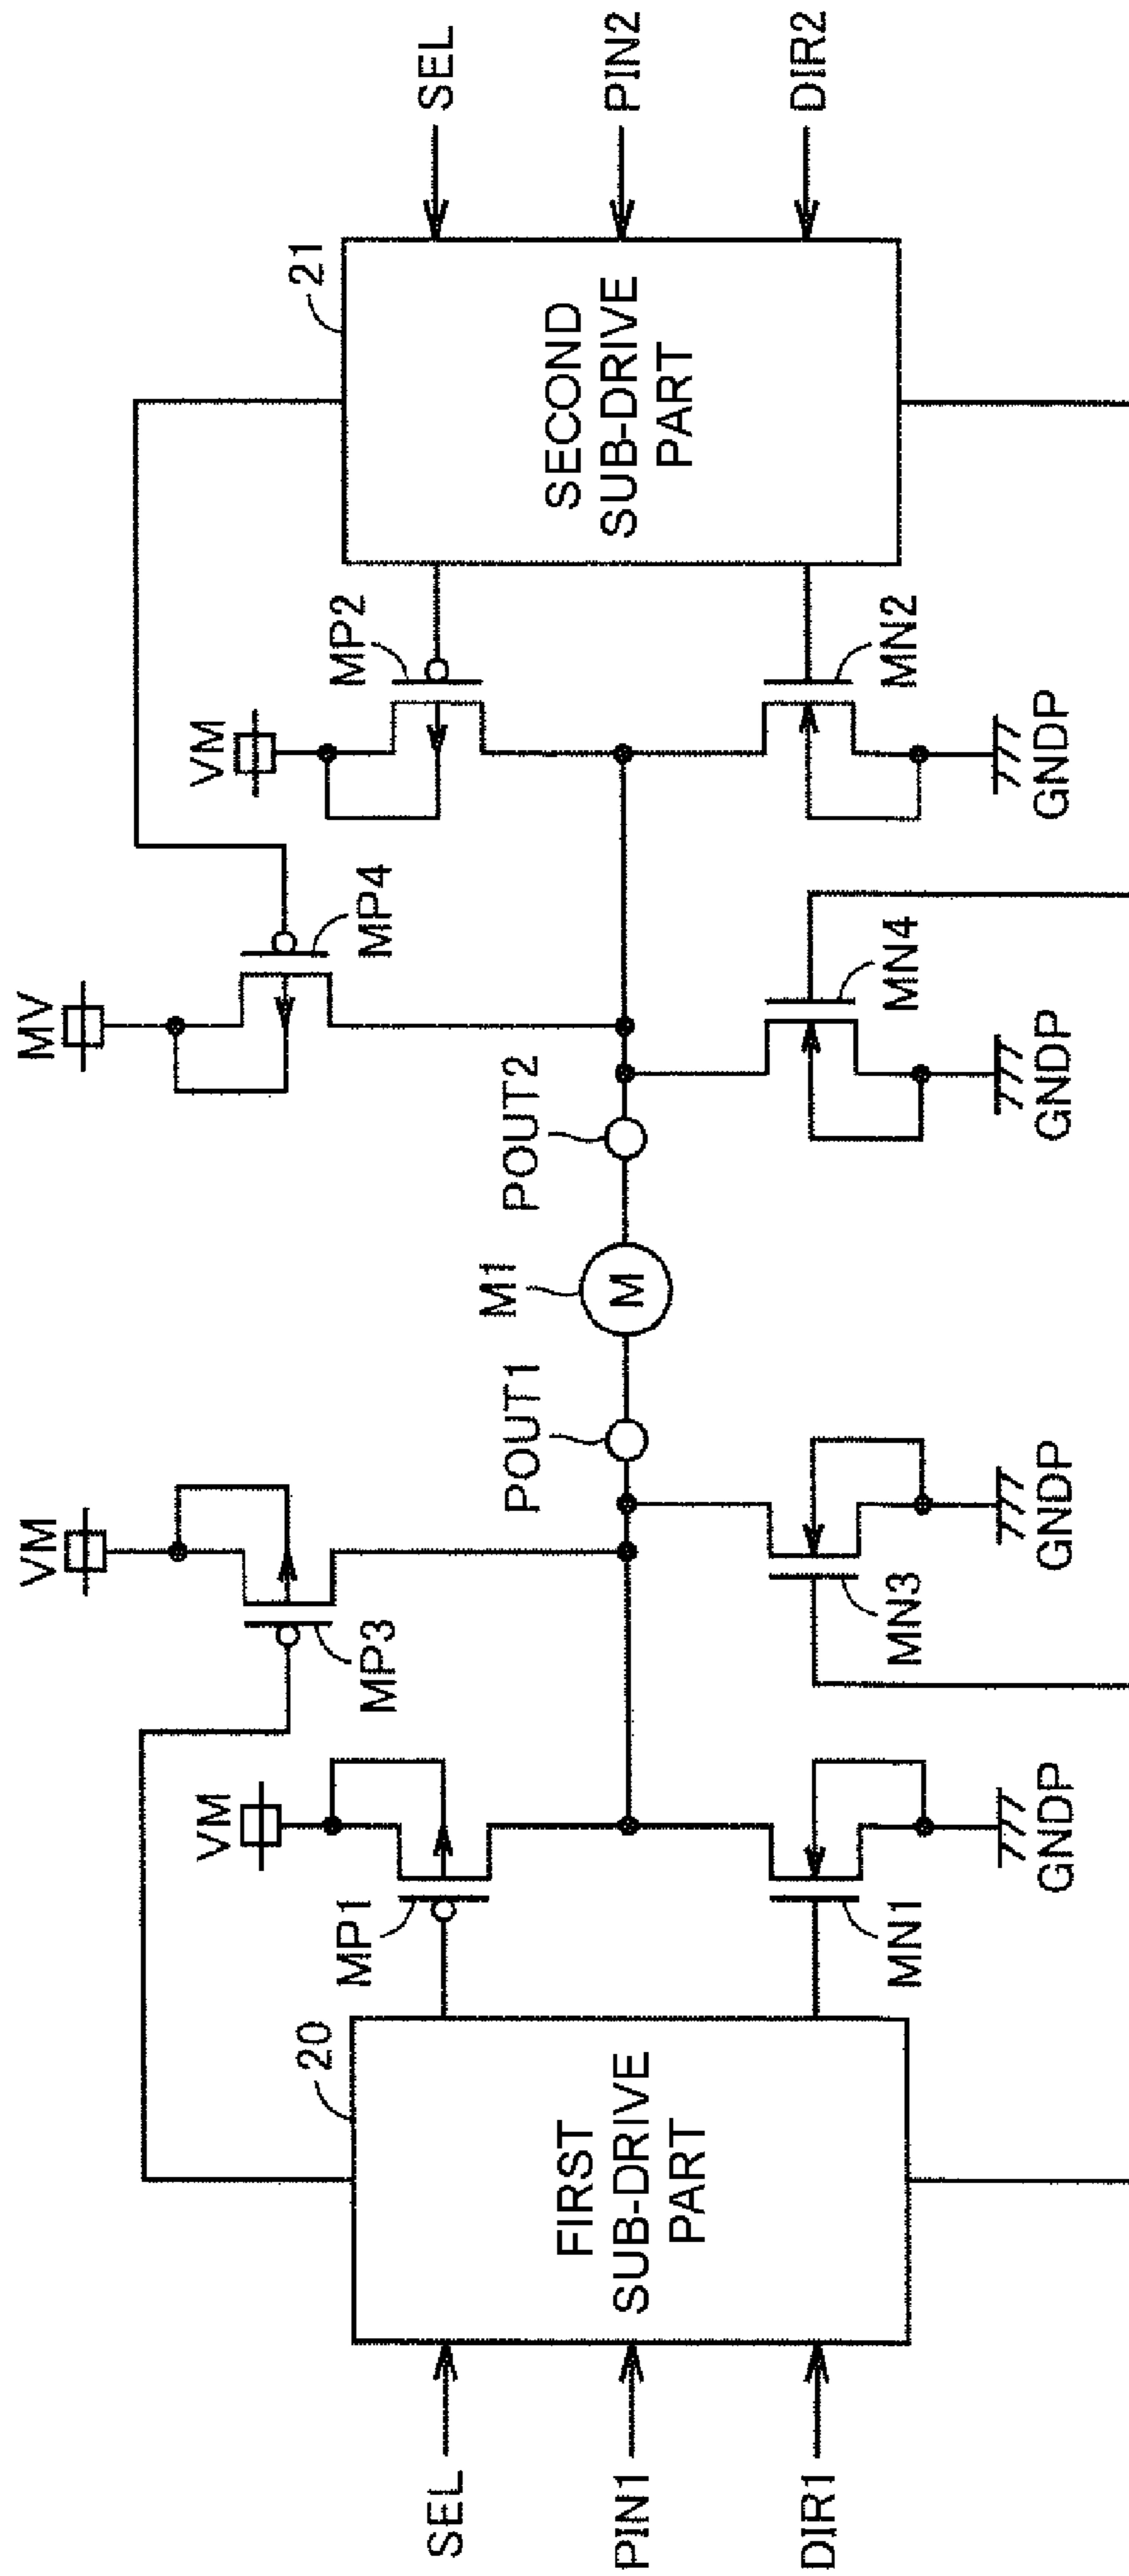 VM
MV
MP3
MP4
VM
VM
20
21
MP1
MP2
SEL
SEL
POUT1
M1
POUT2
FIRST
SUB-DRIVE
PART
M
SECOND
SUB-DRIVE
PART
PIN1
PIN2
DIR1
DIR2
MN1
MN3
MN4
MN2
GNDP
GNDP
GNDP
GNDP